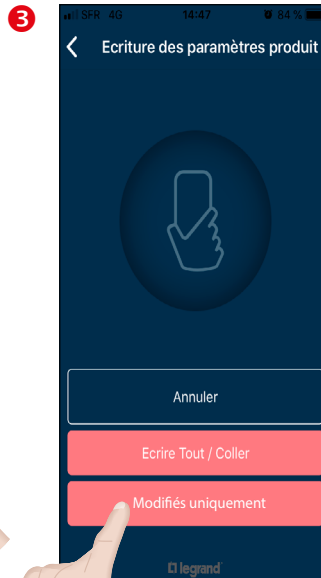 3
SFR 4G 14:47 84 %
Ecriture des paramètres produit
Annuler
Ecrire Tout / Coller
Modifiés uniquement
legrand